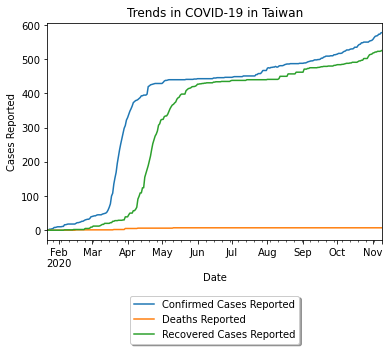 Trends in COVID-19 in Taiwan
600
500
400
300
200
100
0
Cases Reported
Feb Mar Apr May Jun Jul Aug Sep Oct Nov
2020
Date
Confirmed Cases Reported
Deaths Reported
Recovered Cases Reported